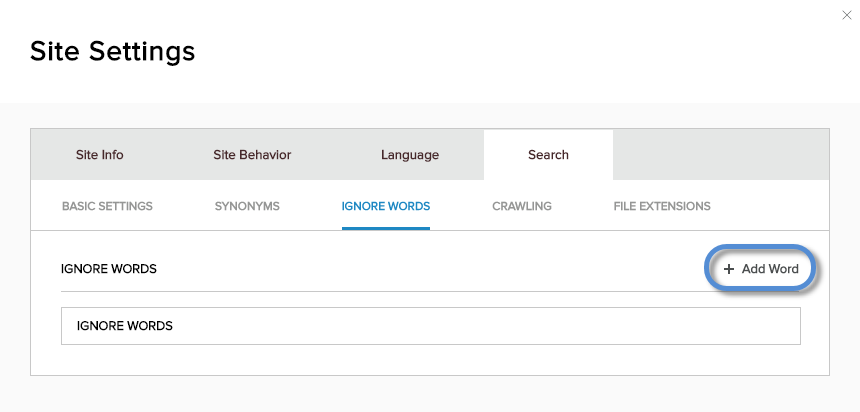 Site Settings
Site Info Site Behavior Language Search
BASIC SETTINGS SYNONYMS IGNORE WORDS CRAWLING FILE EXTENSIONS
IGNORE WORDS + Add Word
IGNORE WORDS